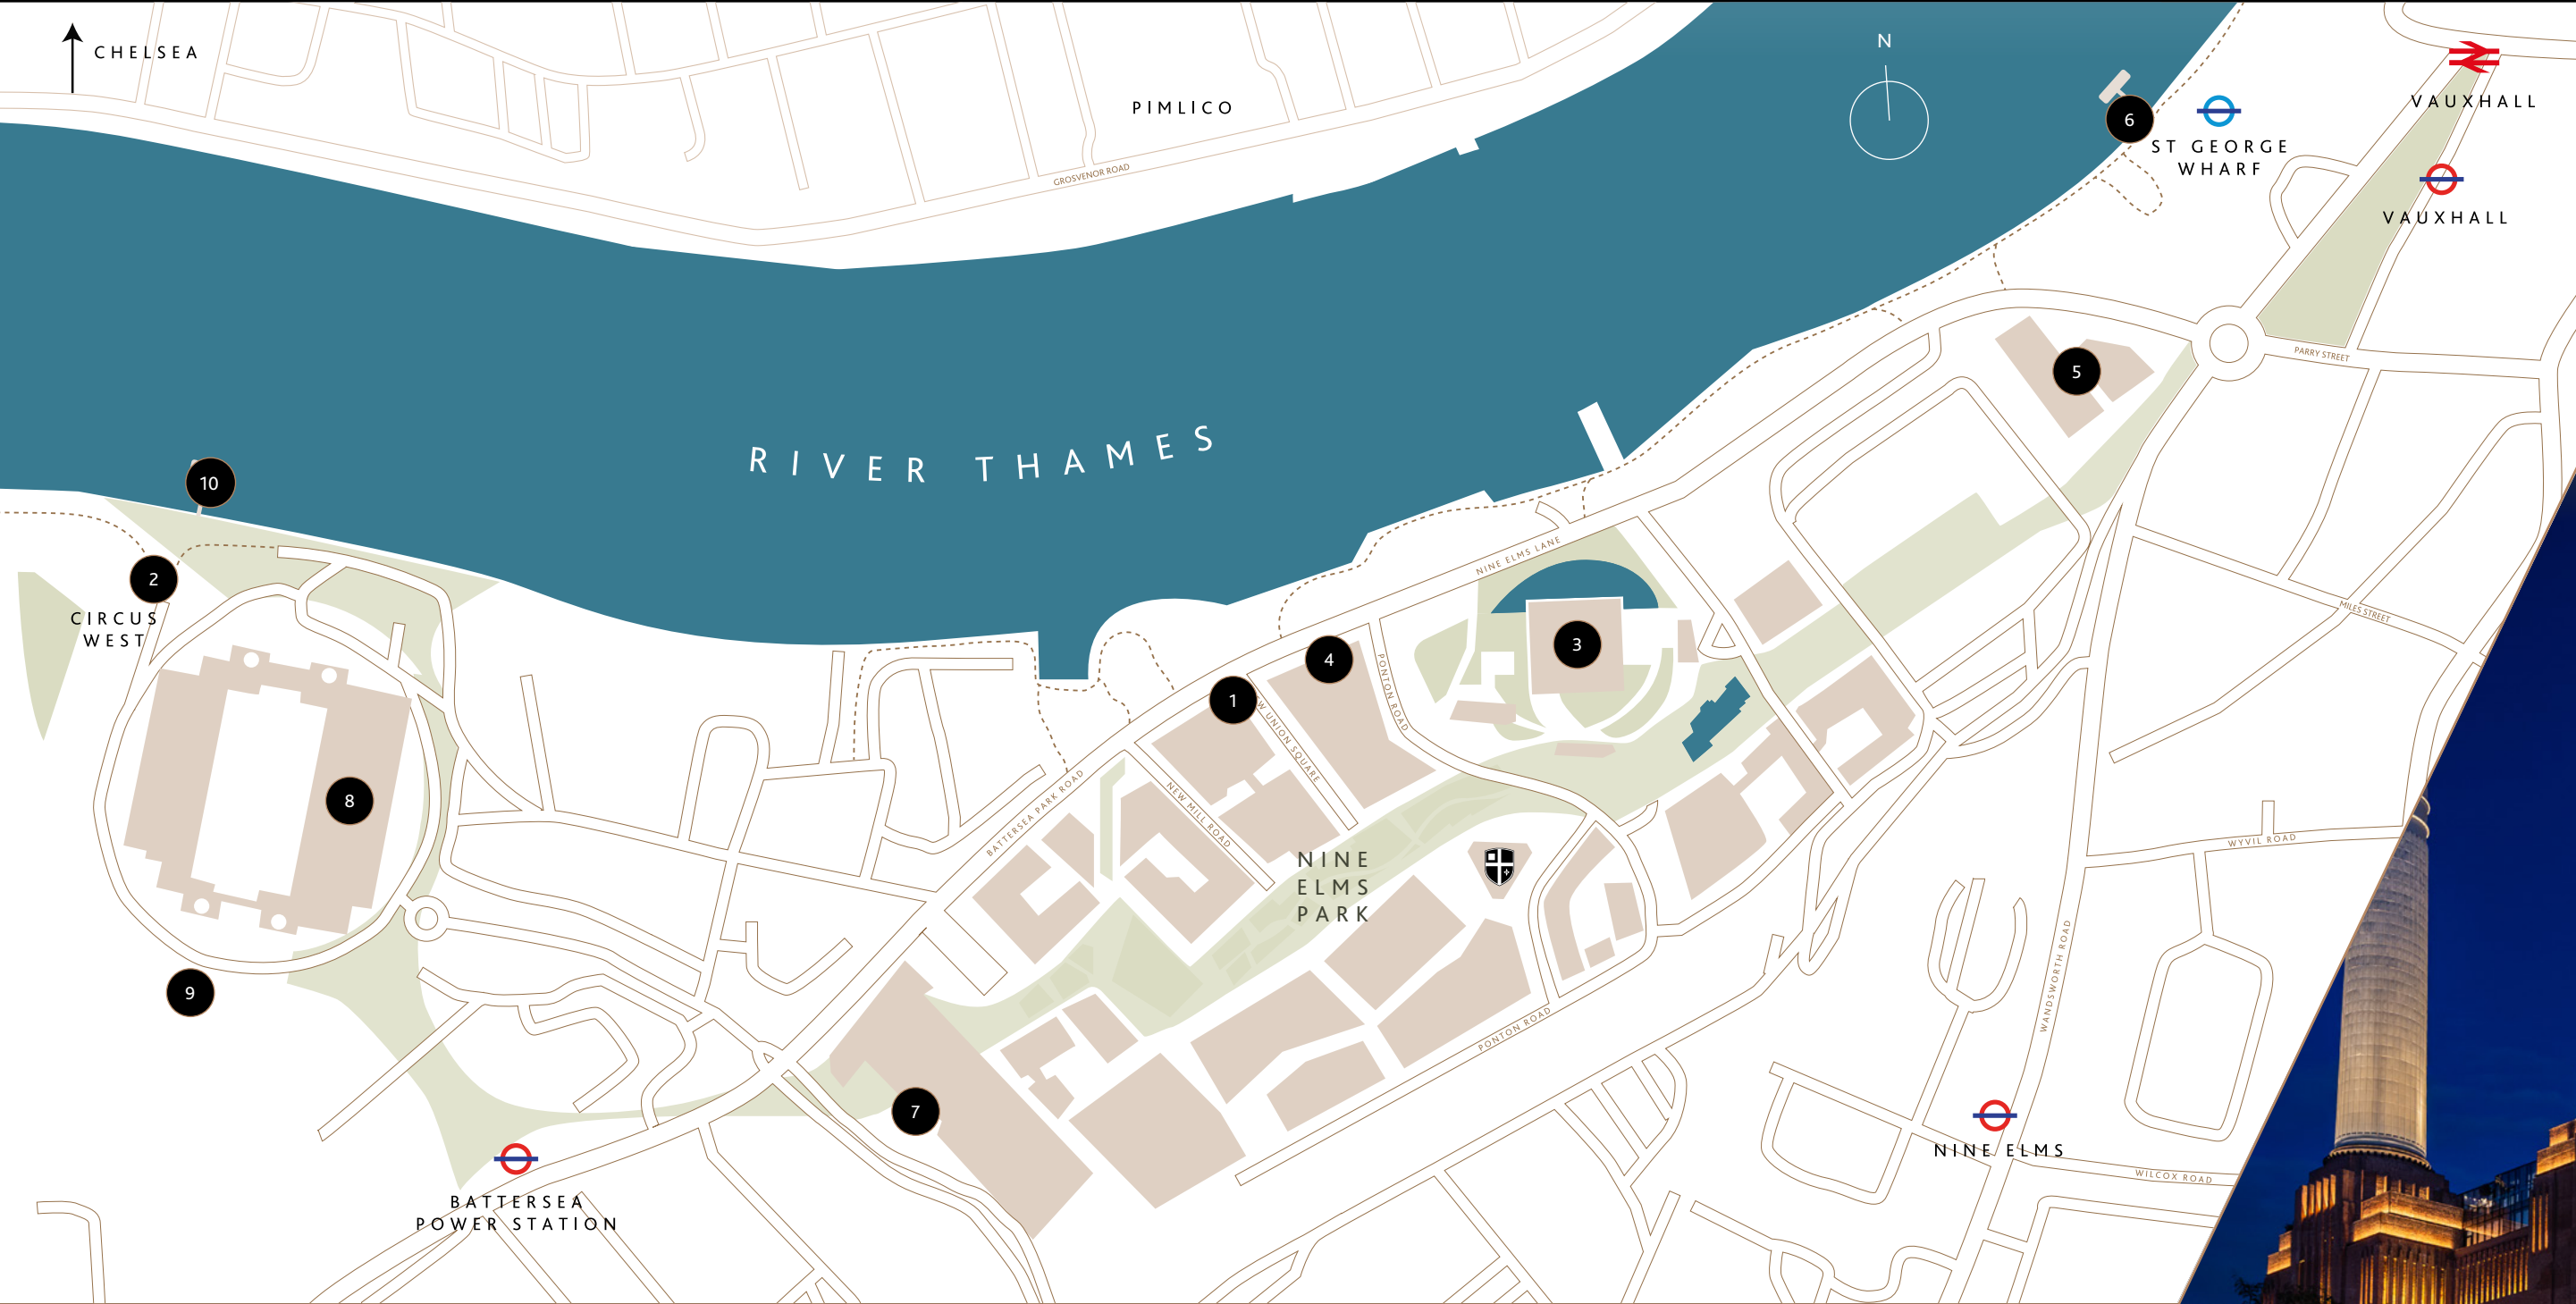 CHELSEA
PIMLICO
GROSVENOR ROAD
N
6
ST GEORGE
WHARF
VAUXHALL
VAUXHALL
RIVER THAMES
5
PARRY STREET
10
2
CIRCUS
WEST
NINE ELMS LANE
MILES STREET
3
4
1
PONTON ROAD
W UNION SQUARE
NEW MILL ROAD
BATTERSEA PARK ROAD
8
NINE
ELMS
PARK
WYVIL ROAD
9
WANDSWORTH ROAD
PONTON ROAD
7
NINE ELMS
WILCOX ROAD
BATTERSEA
POWER STATION